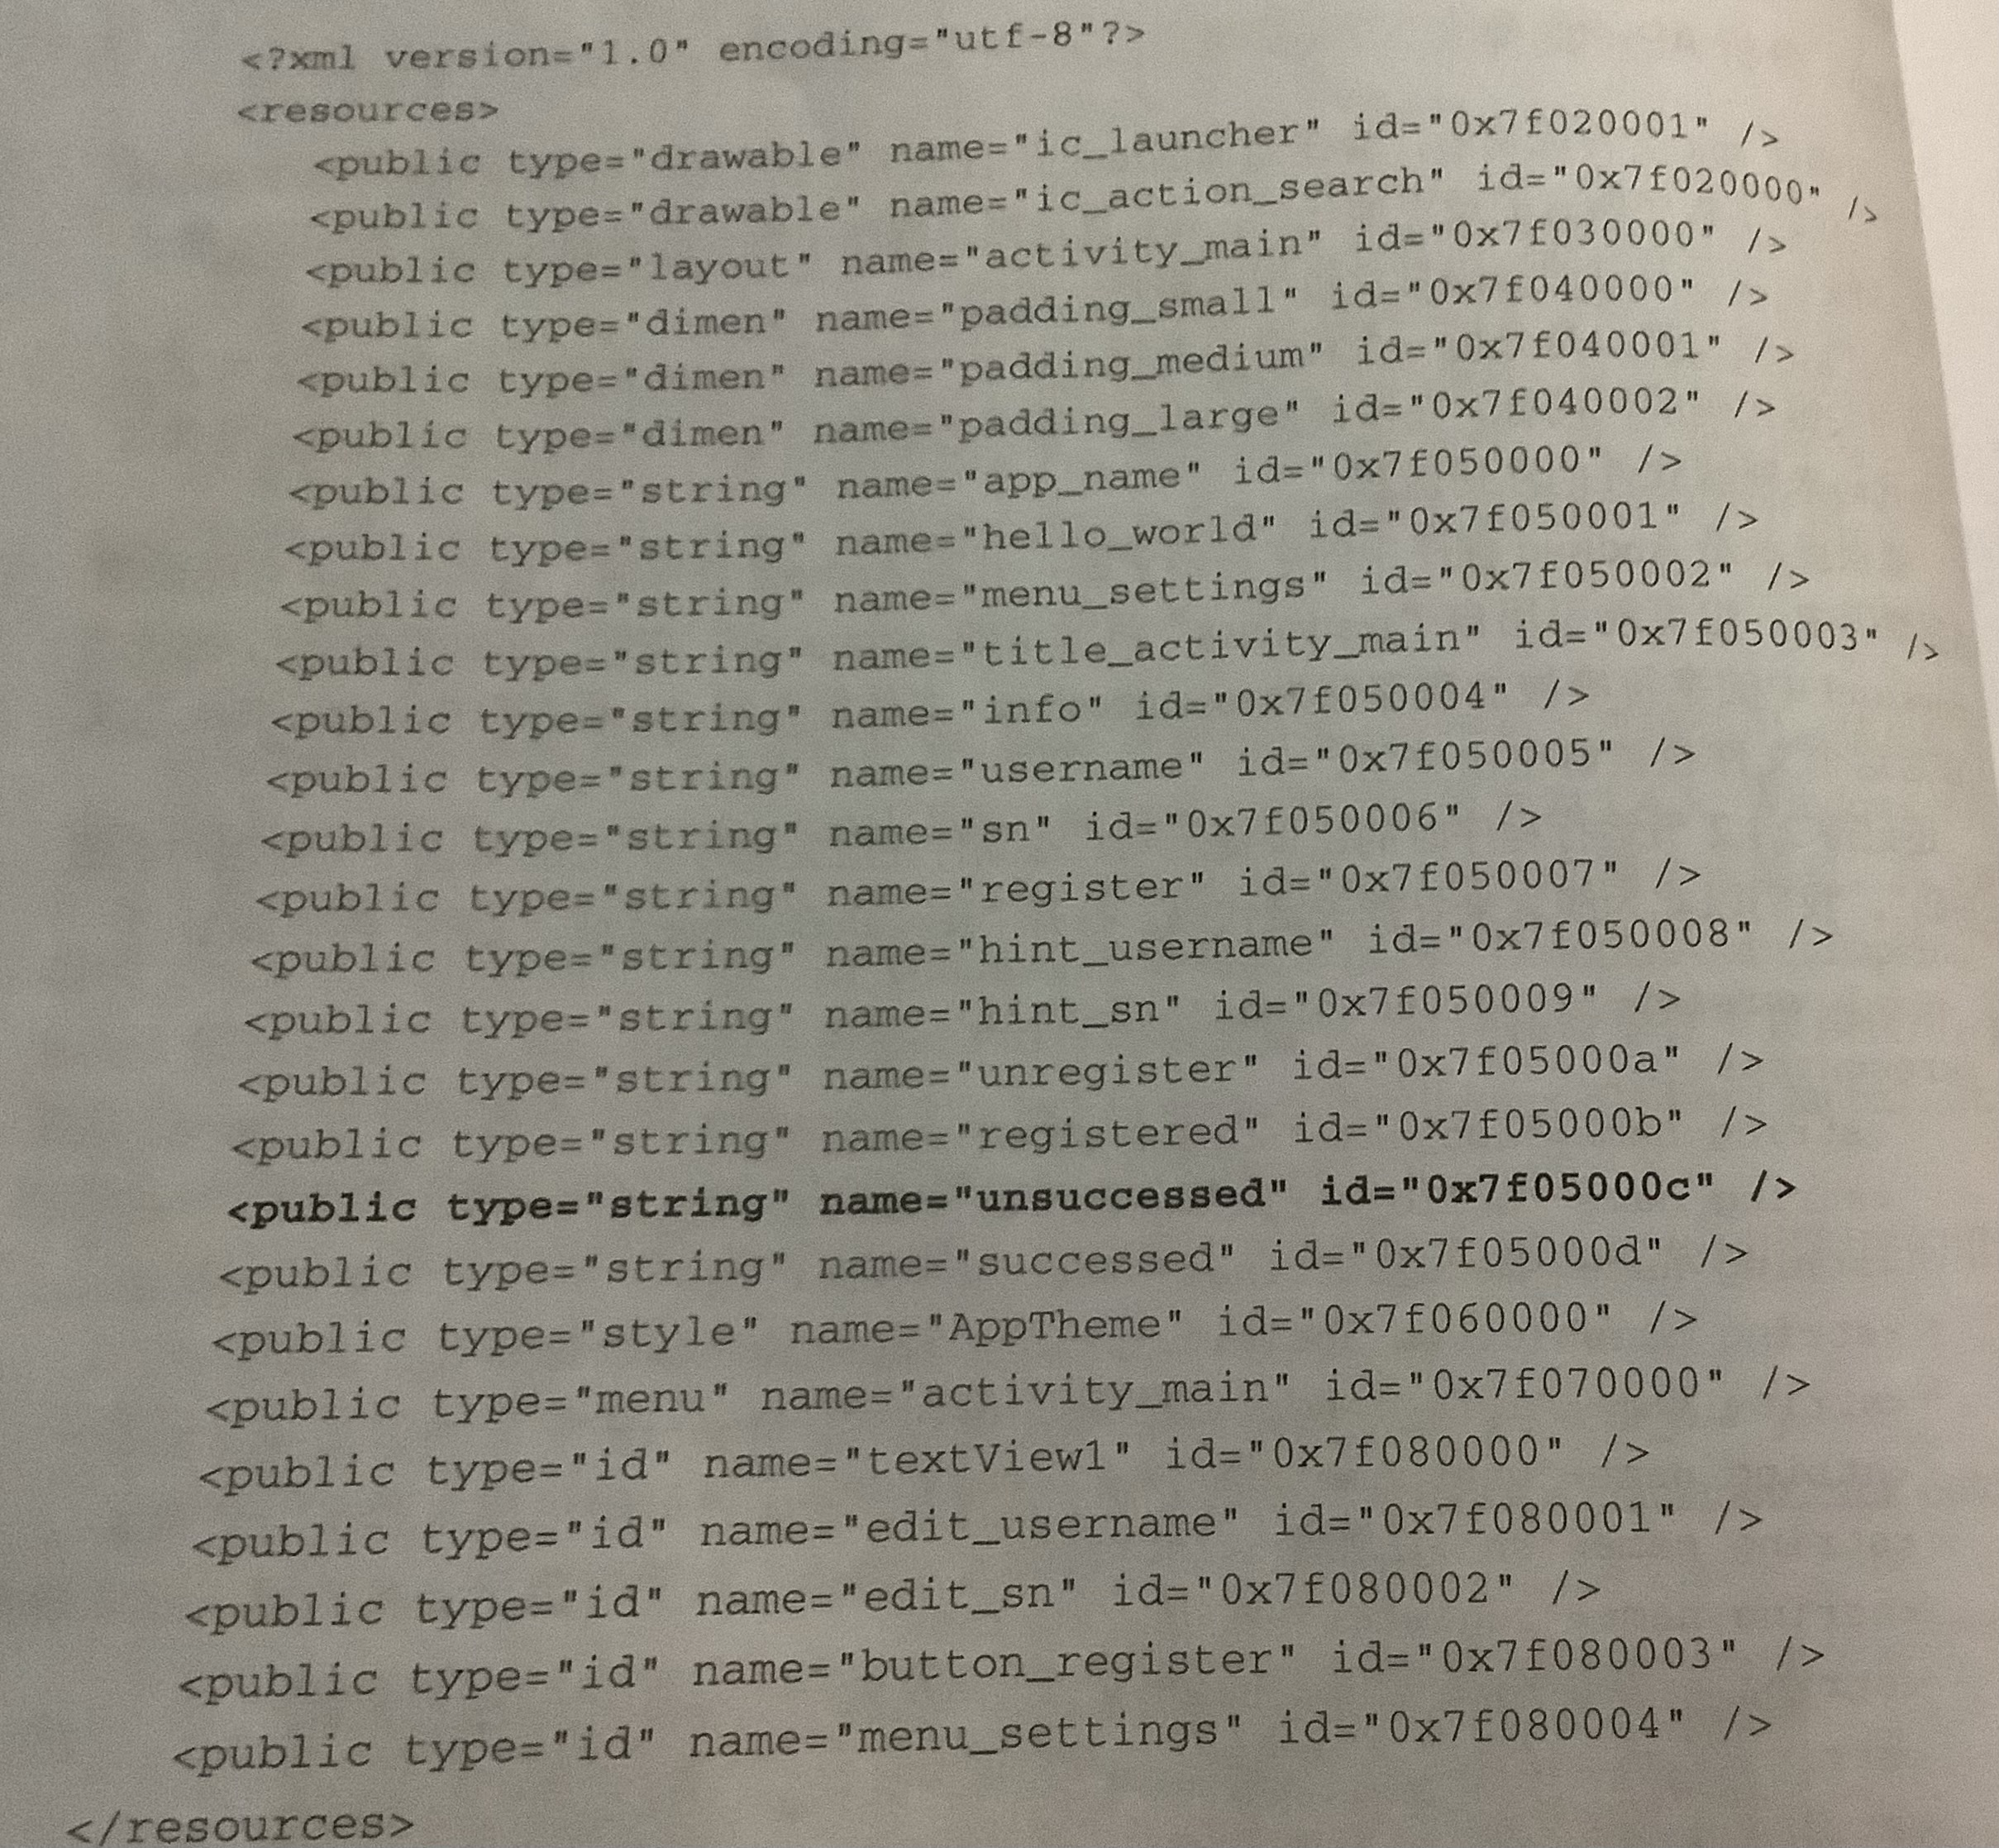 <?xml version="1.0" encoding="utf-8"?>
<resources>
<public type="drawable" name="ic_launcher" id="0x7f020001" />
<public type="drawable" name="ic_action_search" id="0x7f020000" />
<public type="layout" name="activity_main" id="0x7f030000" />
<public type="dimen" name="padding_small" id="0x7f040000" />
<public type="dimen" name="padding_medium" id="0x7f040001" />
<public type="dimen" name="padding_large" id="0x7f040002" />
<public type="string" name="app_name" id="0x7f050000" />
<public type="string" name="hello_world" id="0x7f050001" />
<public type="string" name="menu_settings" id="0x7f050002" />
<public type="string" name="title_activity_main" id="0x7f050003" />
<public type="string" name="info" id="0x7f050004" />
<public type="string" name="username" id="0x7f050005" />
<public type="string" name="sn" id="0x7f050006" />
<public type="string" name="register" id="0x7f050007" />
<public type="string" name="hint_username" id="0x7f050008" />
<public type="string" name="hint_sn" id="0x7f050009" />
<public type="string" name="unregister" id="0x7f05000a" />
<public type="string" name="registered" id="0x7f05000b" />
<public type="string" name="unsuccessed" id="0x7f05000c" />
<public type="string" name="successed" id="0x7f05000d" />
<public type="style" name="AppTheme" id="0x7f060000" />
<public type="menu" name="activity_main" id="0x7f070000" />
<public type="id" name="textView1" id="0x7f080000" />
<public type="id" name="edit_username" id="0x7f080001" />
<public type="id" name="edit_sn" id="0x7f080002" />
<public type="id" name="button_register" id="0x7f080003" />
<public type="id" name="menu_settings" id="0x7f080004" />
</resources>